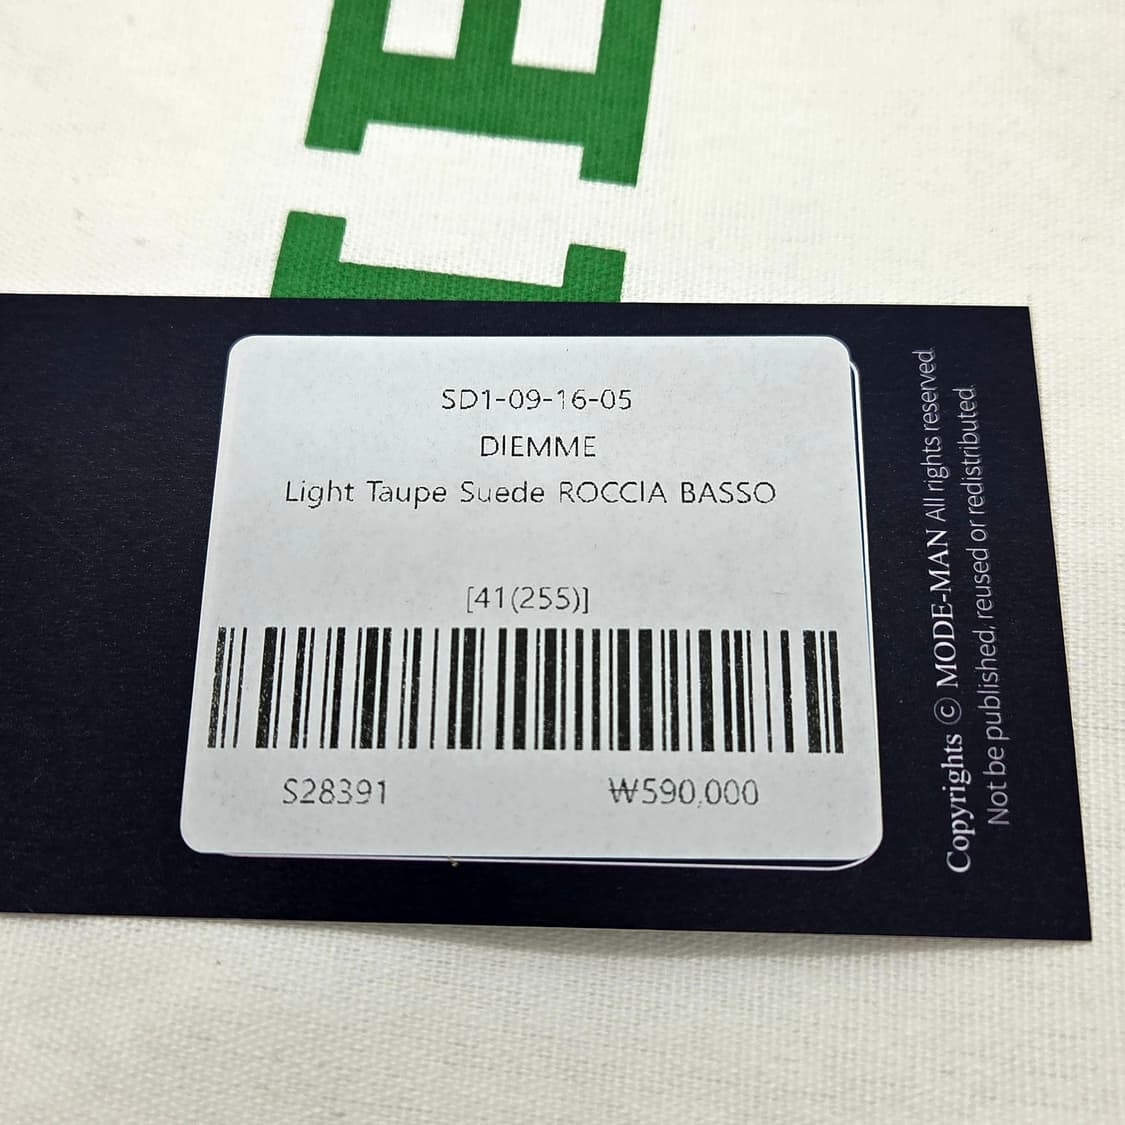 SD1-09-16-05
DIEMME
Light Taupe Suede ROCCIA BASSO
[41(255)]
S28391
₩590,000
Copyrights ⓒ MODE-MAN All rights reserved.
Not be published, reused or redistributed.